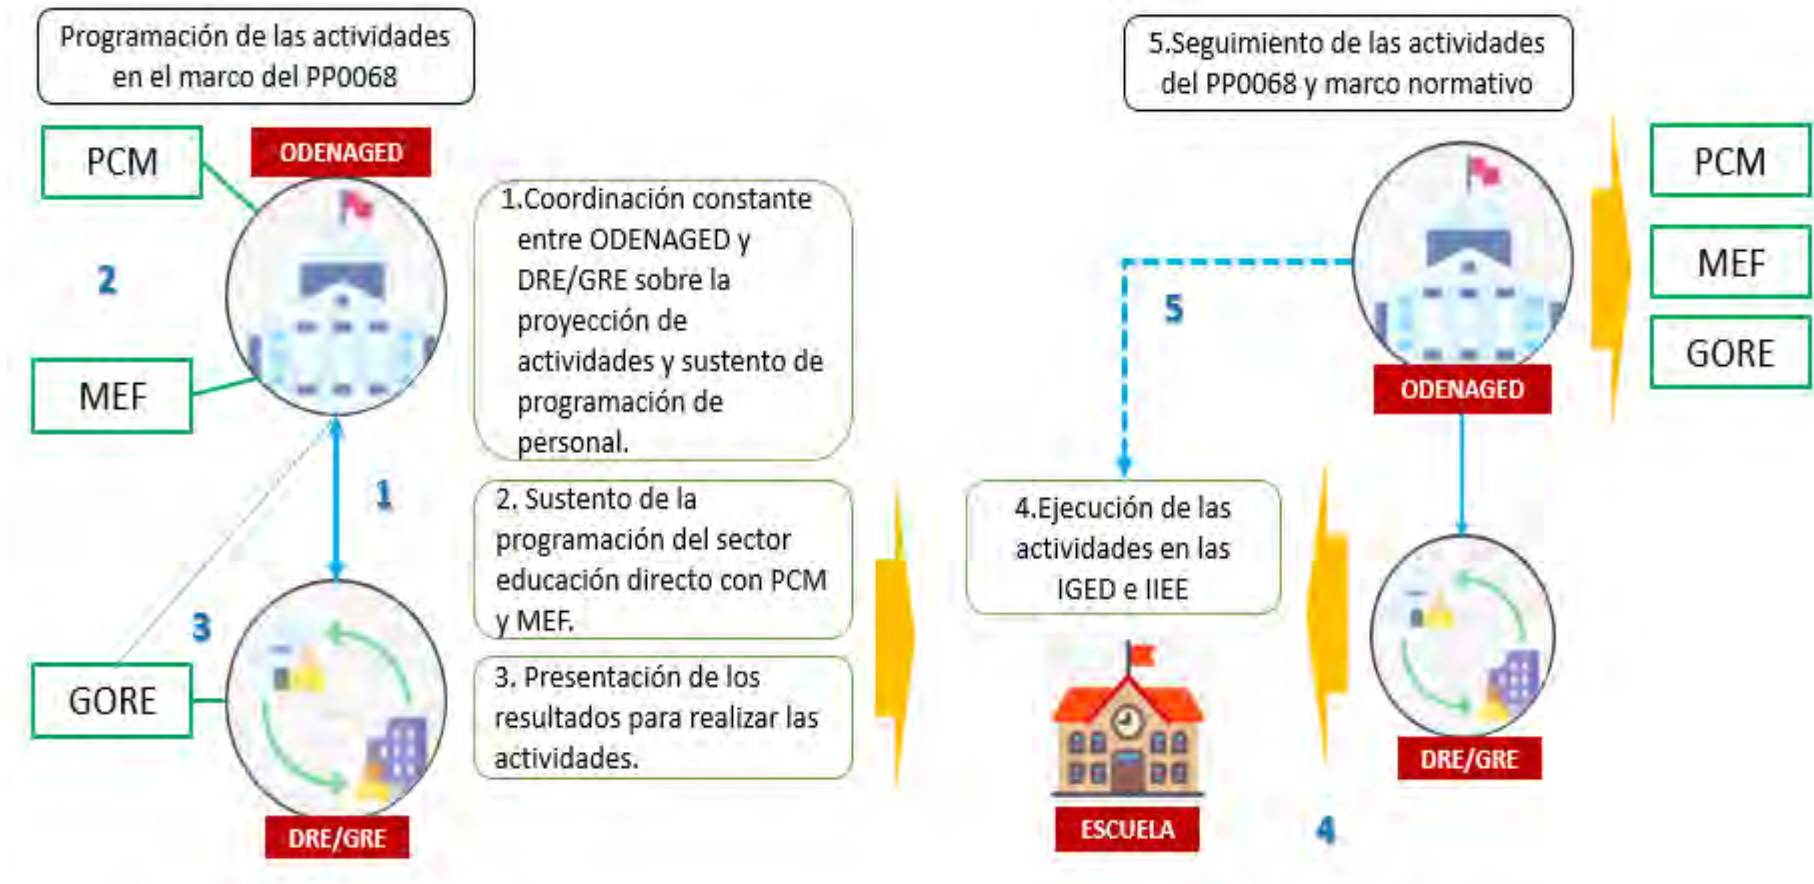 Programación de las actividades
en el marco del PP0068
PCM
ODENAGED
2
MEF
1
3
GORE
DRE/GRE
1.Coordinación constante
entre ODENAGED y
DRE/GRE sobre la
proyección de
actividades y sustento de
programación de
personal.
2. Sustento de la
programación del sector
educación directo con PCM
y MEF.
3. Presentación de los
resultados para realizar las
actividades.
5.Seguimiento de las actividades
del PP0068 y marco normativo
PCM
MEF
GORE
5
ODENAGED
4.Ejecución de las
actividades en las
IGED e IIEE
DRE/GRE
ESCUELA
4